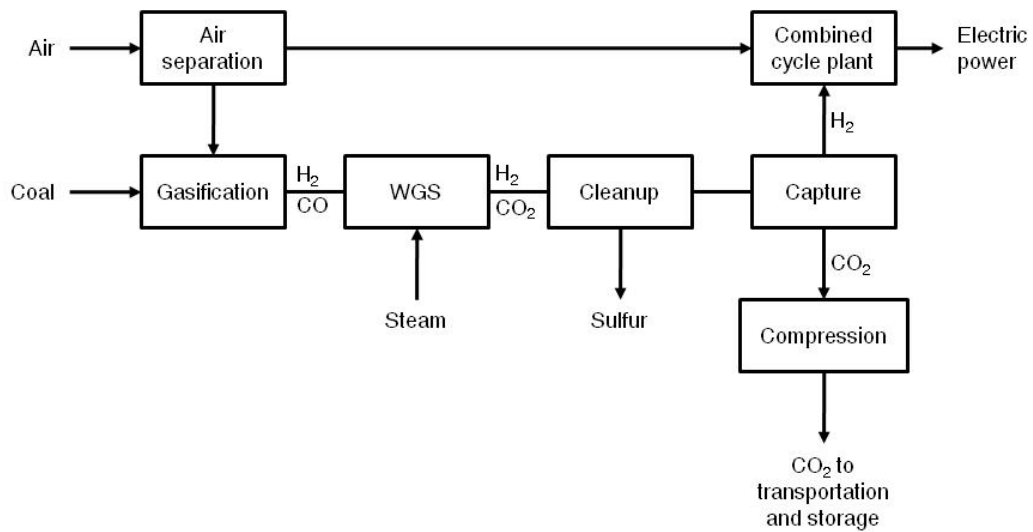 Air
Air
separation
Combined
cycle plant
Electric
power
H₂
Coal
Gasification
H₂
CO
WGS
H₂
CO₂
Cleanup
Capture
CO₂
Steam
Sulfur
Compression
CO₂ to
transportation
and storage